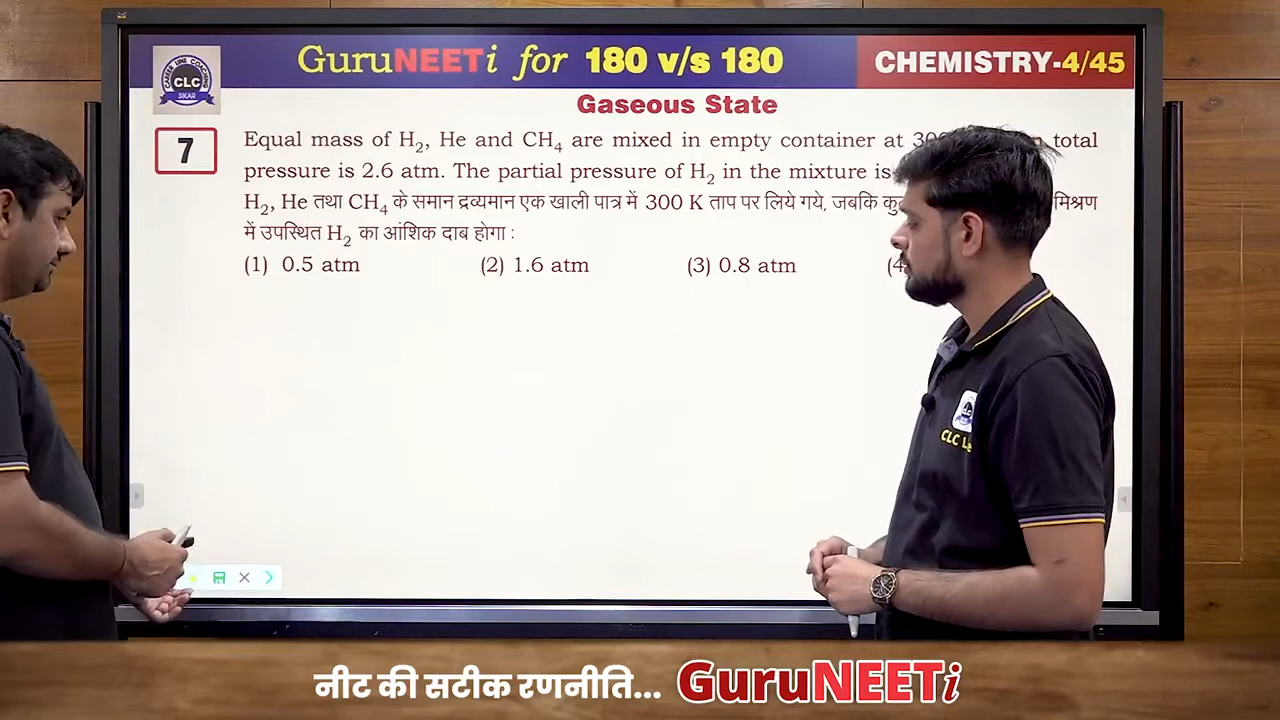 GuruNEETi for 180 v/s 180
CHEMISTRY-4/45
CLC
SIKAR
Gaseous State
7
Equal mass of H₂, He and CH₄ are mixed in empty container at total
pressure is 2.6 atm. The partial pressure of H₂ in the mixture is
H₂, He तथा CH₄ के समान द्रव्यमान एक खाली पात्र में 300 K ताप पर लिये गये, जबकि मिश्रण
में उपस्थित H₂ का आंशिक दाब होगा :
(1) 0.5 atm (2) 1.6 atm (3) 0.8 atm
CLC
नीट की सटीक रणनीति... GuruNEETi